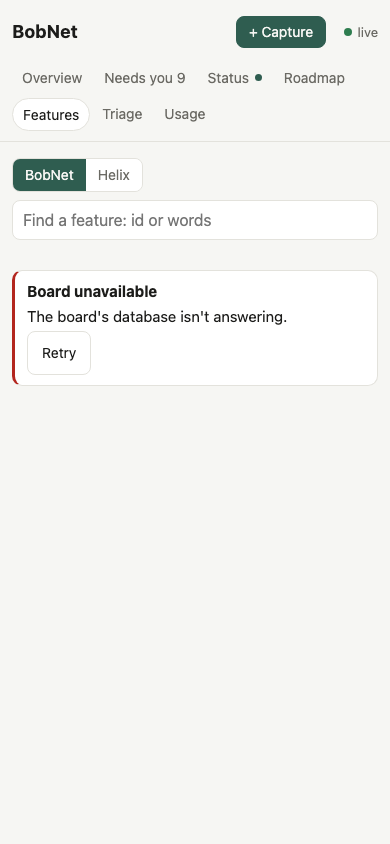 BobNet
+ Capture
live
Overview
Needs you 9
Status
Roadmap
Features
Triage
Usage
BobNet
Helix
Find a feature: id or words
Board unavailable
The board's database isn't answering.
Retry